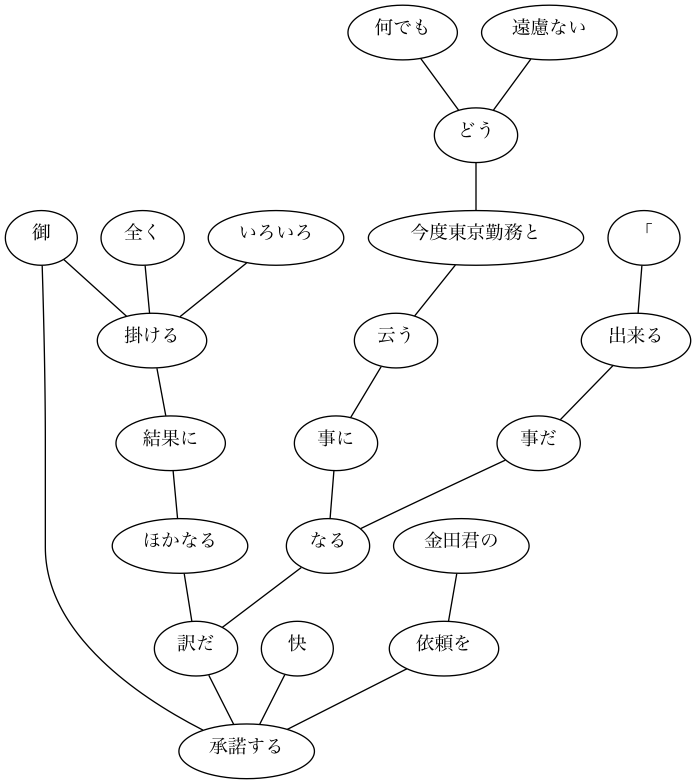 何でも 遠慮ない
どう
御 全く いろいろ 今度東京勤務と 「
掛ける 云う 出来る
結果に 事に 事だ
ほかなる なる 金田君の
訳だ 快 依頼を
承諾する